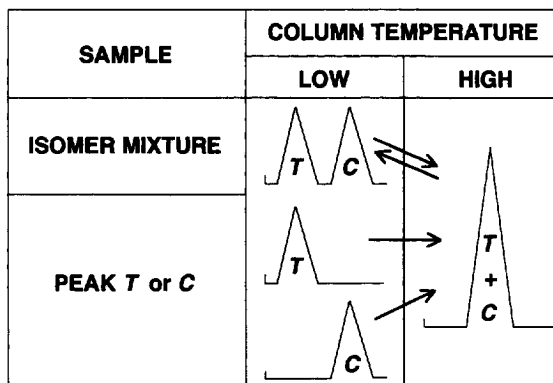 SAMPLE
COLUMN TEMPERATURE
LOW
HIGH
ISOMER MIXTURE
T
C
PEAK T or C
T
C
T
+
C